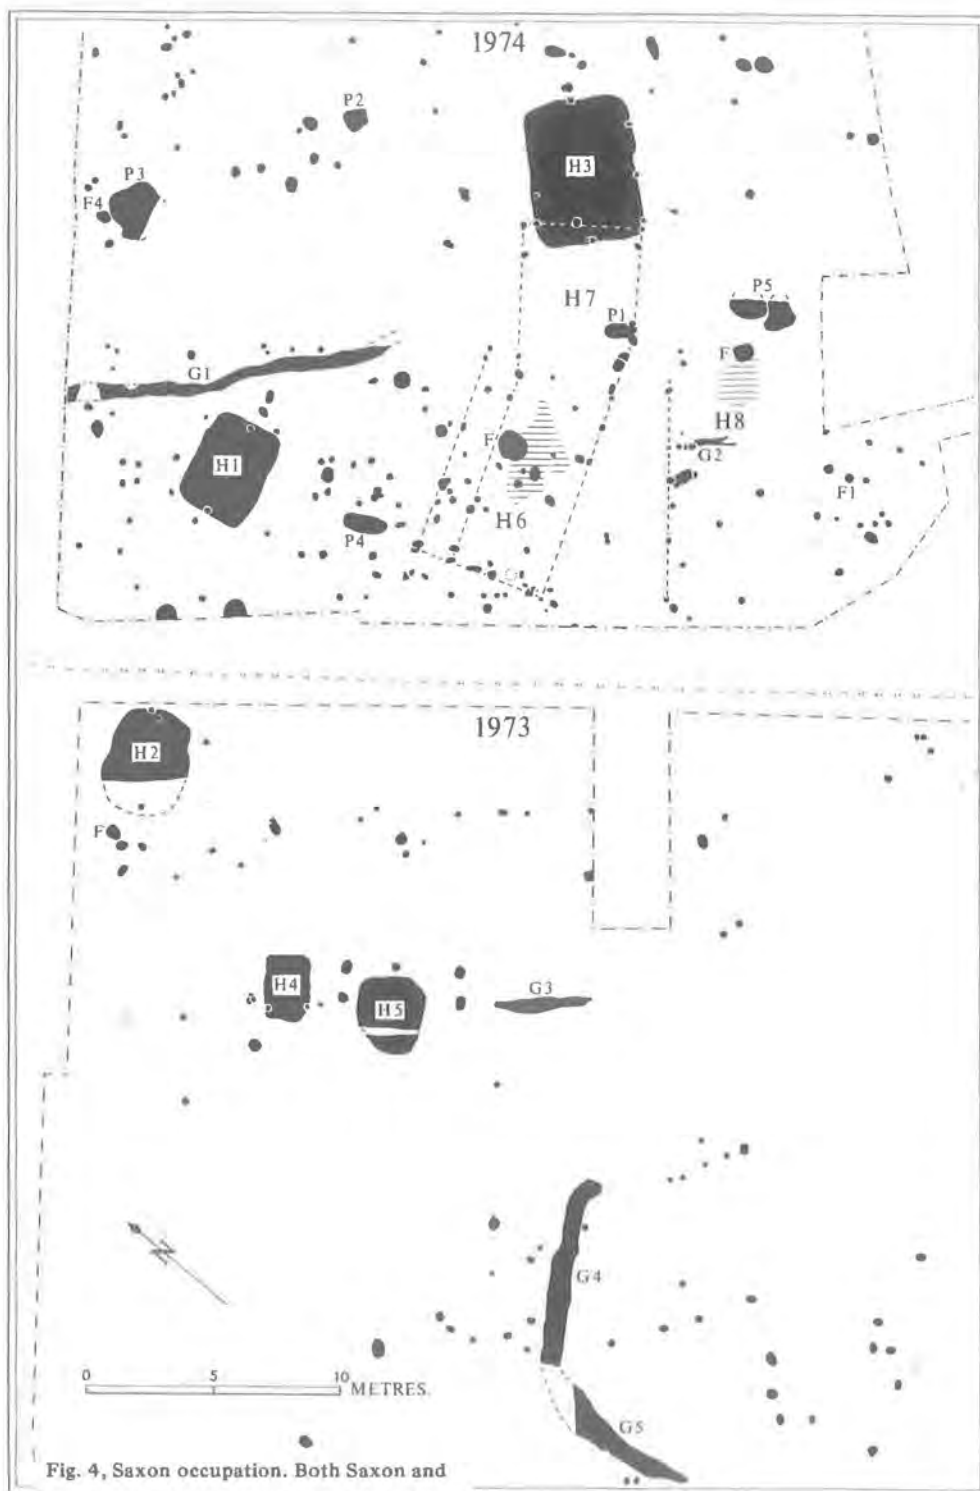 1974
P2
P3
H3
F4
H7
P5
P1
F
G1
H8
F
G2
H1
F1
H6
P4
1973
H2
F
H4
H5
G3
N
G4
0 5 10
METRES.
G5
Fig. 4, Saxon occupation. Both Saxon and